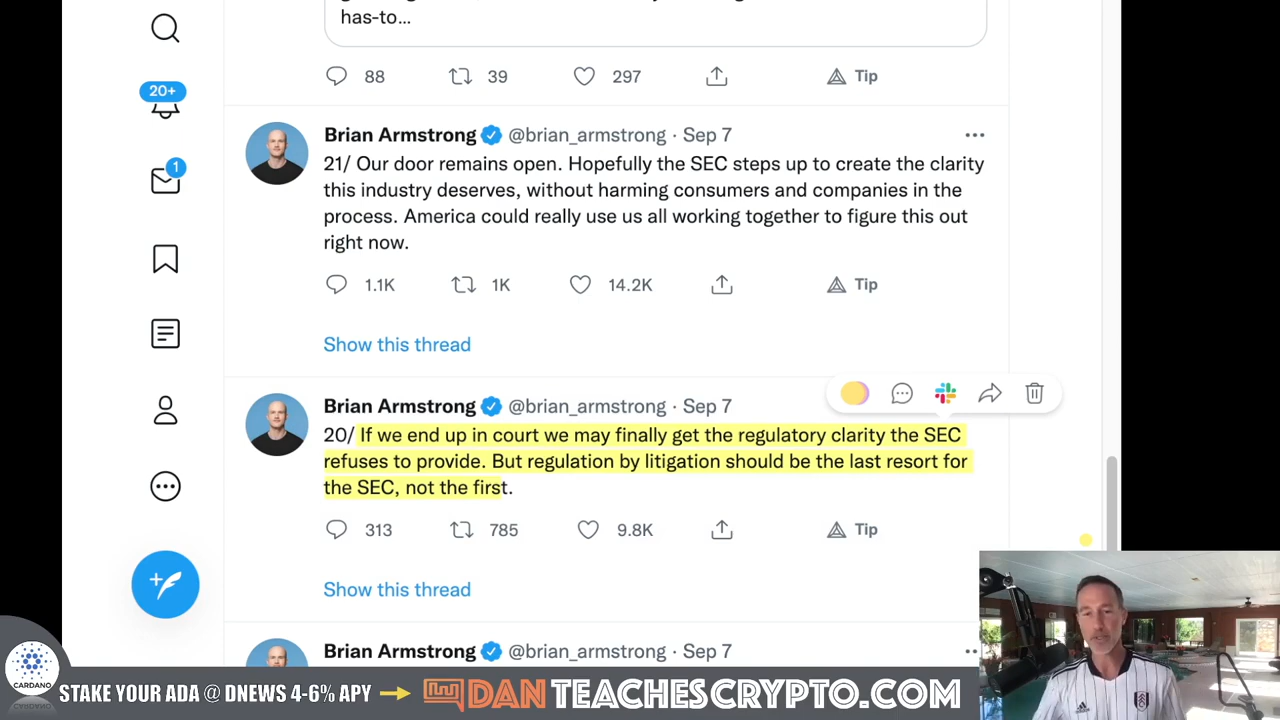 has-to…
88
39
297
Tip
20+
Brian Armstrong @brian_armstrong · Sep 7
21/ Our door remains open. Hopefully the SEC steps up to create the clarity
this industry deserves, without harming consumers and companies in the
process. America could really use us all working together to figure this out
right now.
1
1.1K
1K
14.2K
Tip
Show this thread
Brian Armstrong @brian_armstrong · Sep 7
20/ If we end up in court we may finally get the regulatory clarity the SEC
refuses to provide. But regulation by litigation should be the last resort for
the SEC, not the first.
313
785
9.8K
Tip
Show this thread
Brian Armstrong @brian_armstrong · Sep 7
CARDANO
STAKE YOUR ADA @ DNEWS 4-6% APY
DANTEACHESCRYPTO.COM